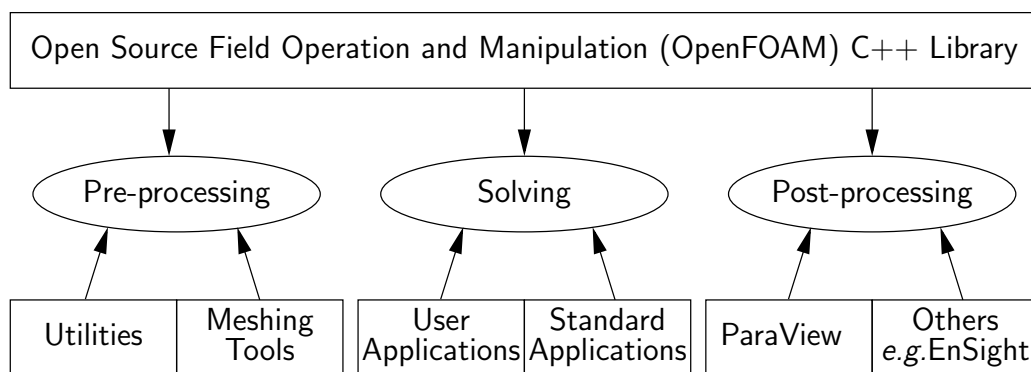 Open Source Field Operation and Manipulation (OpenFOAM) C++ Library
Pre-processing
Solving
Post-processing
Utilities
Meshing
Tools
User
Applications
Standard
Applications
ParaView
Others
e.g.EnSight